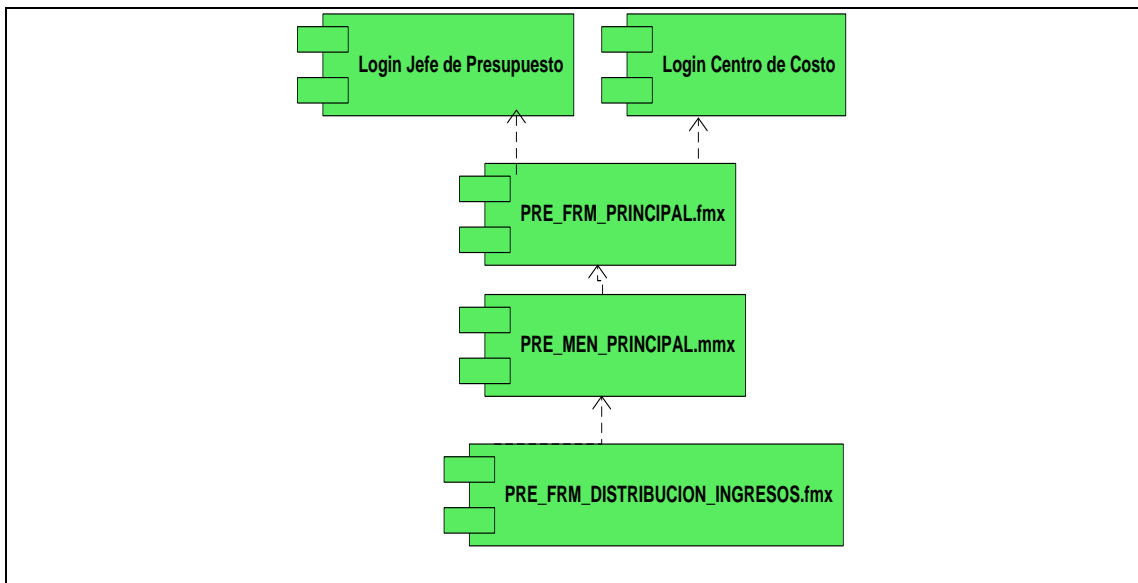 Login Jefe de Presupuesto
Login Centro de Costo
PRE_FRM_PRINCIPAL.fmx
PRE_MEN_PRINCIPAL.mmx
PRE_FRM_DISTRIBUCION_INGRESOS.fmx